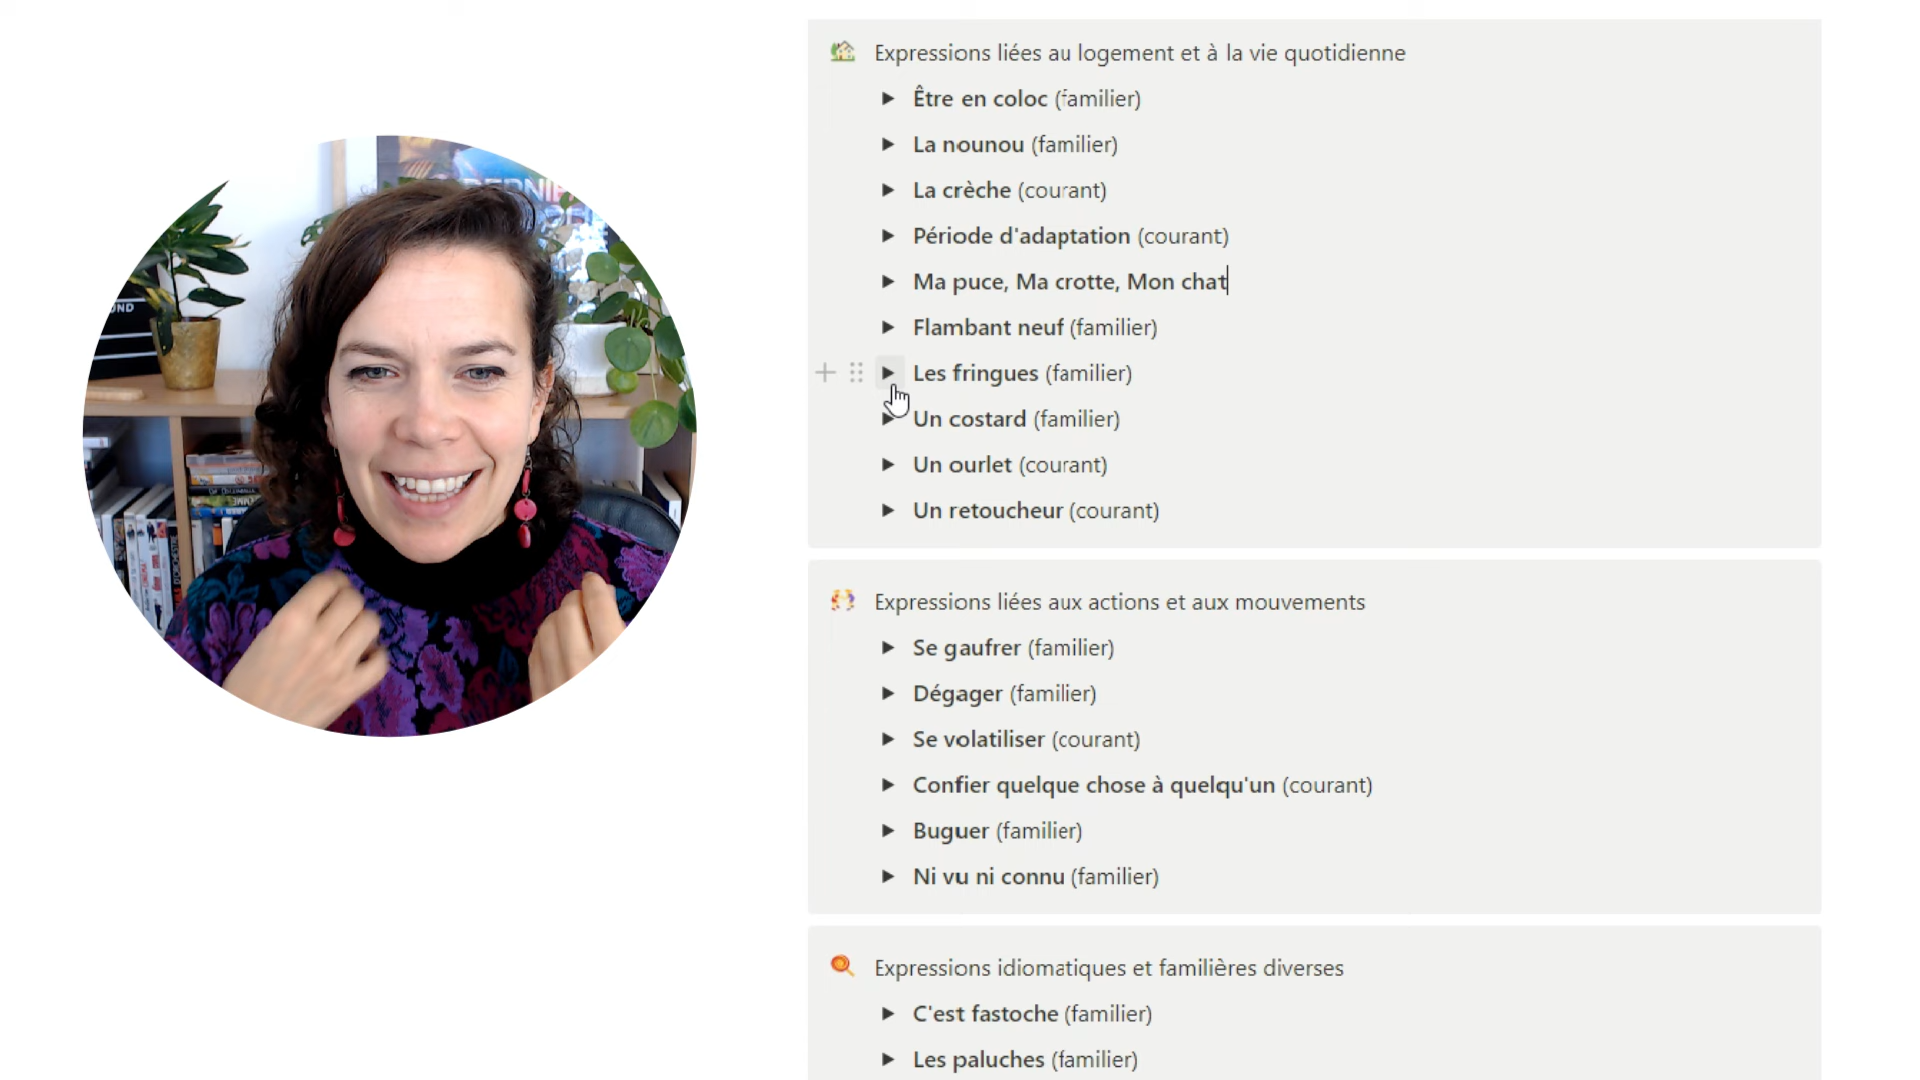 Expressions liées au logement et à la vie quotidienne
Être en coloc (familier)
La nounou (familier)
La crèche (courant)
Période d'adaptation (courant)
Ma puce, Ma crotte, Mon chat
Flambant neuf (familier)
Les fringues (familier)
Un costard (familier)
Un ourlet (courant)
Un retoucheur (courant)
Expressions liées aux actions et aux mouvements
Se gaufrer (familier)
Dégager (familier)
Se volatiliser (courant)
Confier quelque chose à quelqu'un (courant)
Buguer (familier)
Ni vu ni connu (familier)
Expressions idiomatiques et familières diverses
C'est fastoche (familier)
Les paluches (familier)